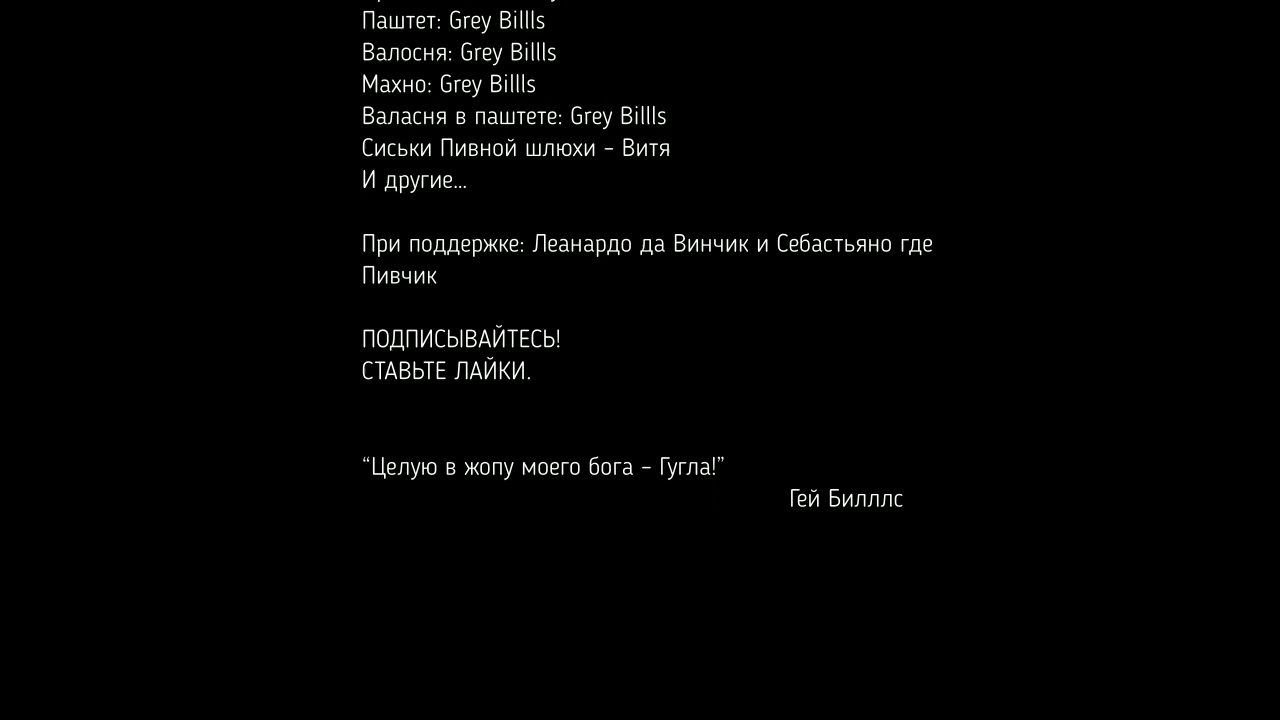 Паштет: Grey Billls
Валосня: Grey Billls
Махно: Grey Billls
Валасня в паштете: Grey Billls
Сиськи Пивной шлюхи – Витя
И другие...
При поддержке: Леанардо да Винчик и Себастьяно где
Пивчик
ПОДПИСЫВАЙТЕСЬ!
СТАВЬТЕ ЛАЙКИ.
“Целую в жопу моего бога – Гугла!”
Гей Билллс